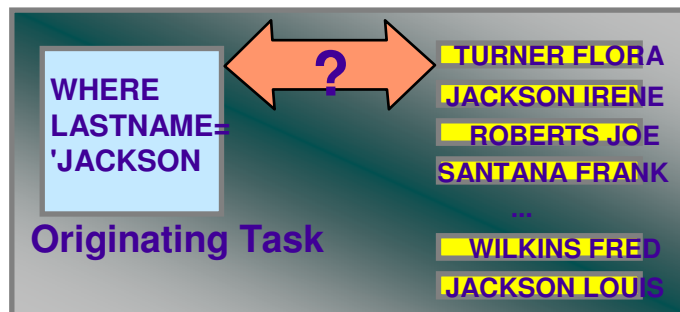 WHERE
LASTNAME=
'JACKSON
Originating Task
?
TURNER FLORA
JACKSON IRENE
ROBERTS JOE
SANTANA FRANK
...
WILKINS FRED
JACKSON LOUIS